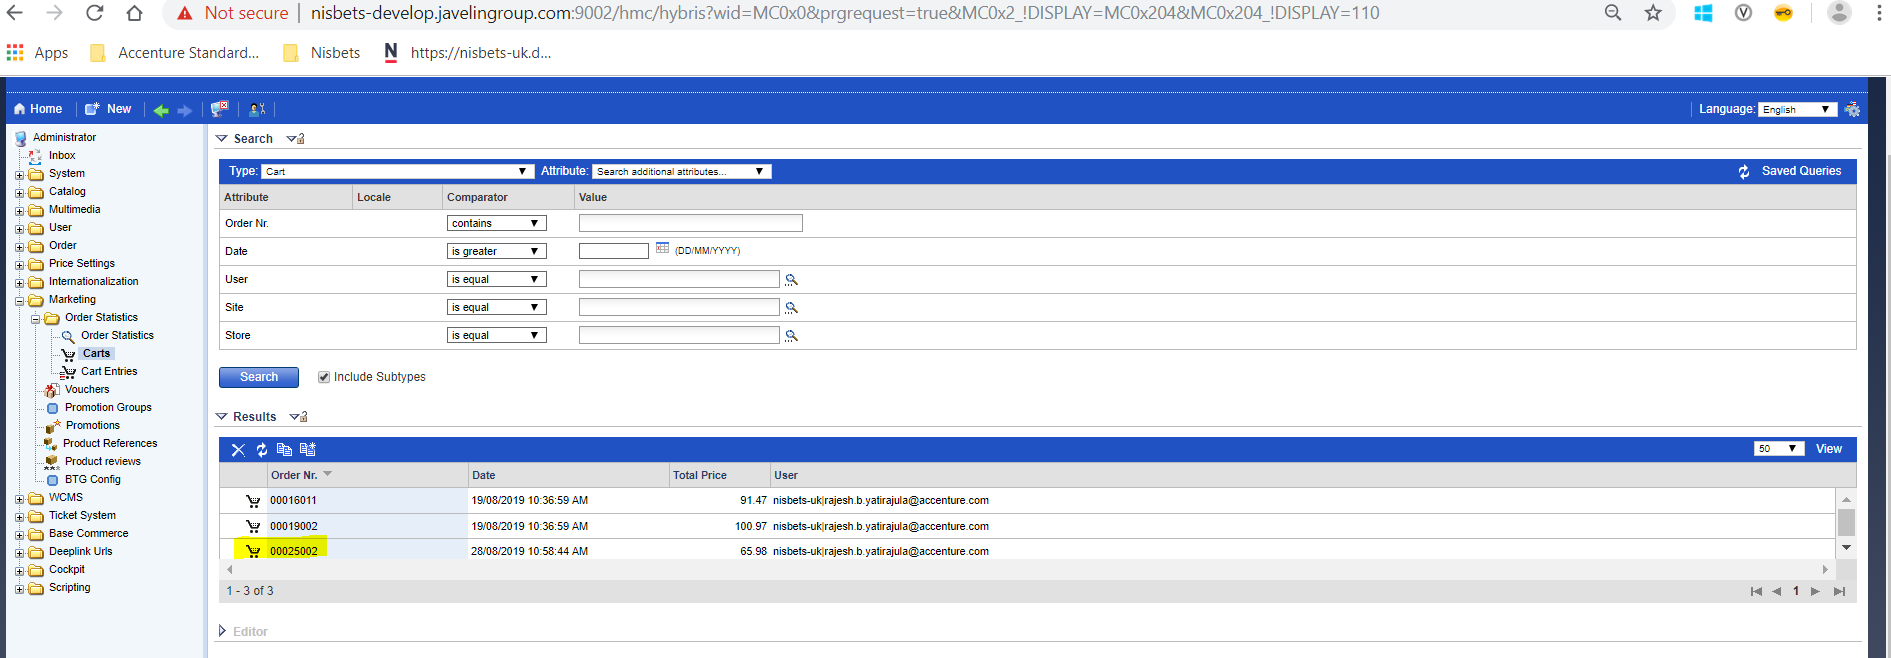 Not secure | nisbets-develop.javelingroup.com:9002/hmc/hybris?wid=MC0x0&prgrequest=true&MC0x2_!DISPLAY=MC0x204&MC0x204_!DISPLAY=110
Apps Accenture Standard... Nisbets N https://nisbets-uk.d...
Home New Language: English
Administrator
Inbox
System
Catalog
Multimedia
User
Order
Price Settings
Internationalization
Marketing
Order Statistics
Order Statistics
Carts
Cart Entries
Vouchers
Promotion Groups
Promotions
Product References
Product reviews
BTG Config
WCMS
Ticket System
Base Commerce
Deeplink Urls
Cockpit
Scripting
Search
Type: Cart Attribute: Search additional attributes... Saved Queries
Attribute Locale Comparator Value
Order Nr. contains
Date is greater (DD/MM/YYYY)
User is equal
Site is equal
Store is equal
Search Include Subtypes
Results
50 View
Order Nr. Date Total Price User
00016011 19/08/2019 10:36:59 AM 91.47 nisbets-uk|rajesh.b.yatirajula@accenture.com
00019002 19/08/2019 10:36:59 AM 100.97 nisbets-uk|rajesh.b.yatirajula@accenture.com
00025002 28/08/2019 10:58:44 AM 65.98 nisbets-uk|rajesh.b.yatirajula@accenture.com
1 - 3 of 3 1
Editor